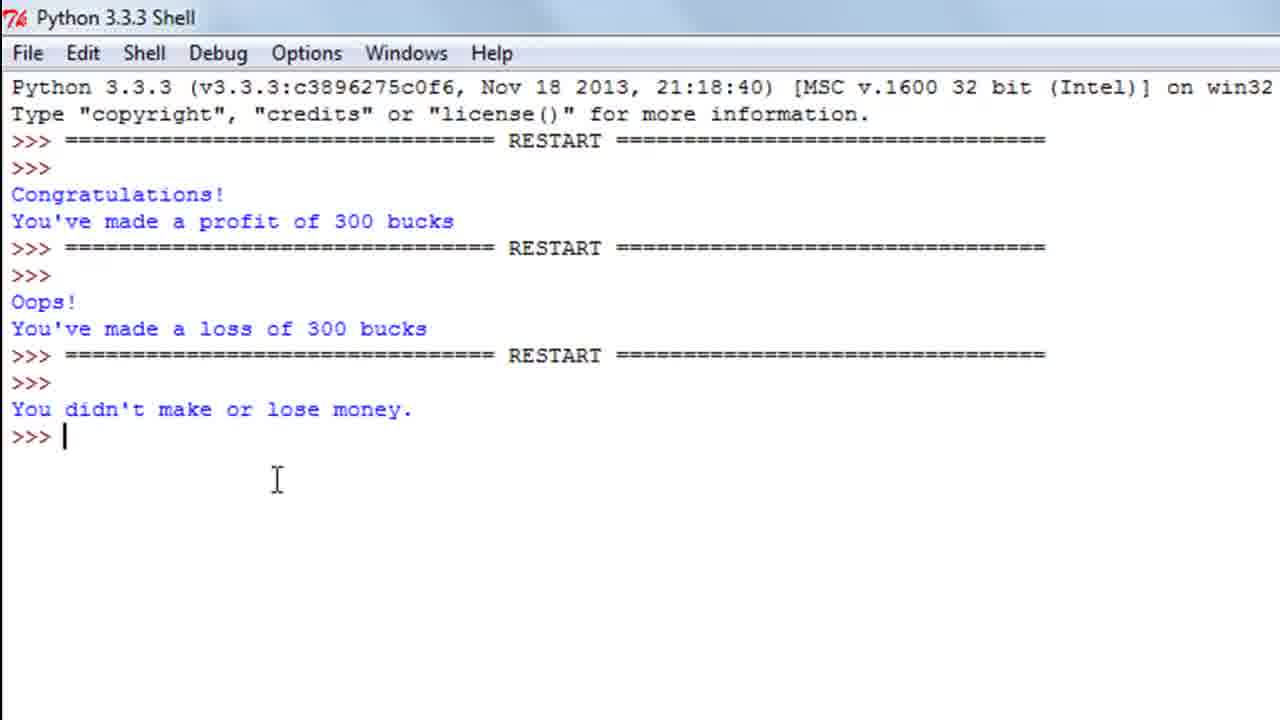 Python 3.3.3 Shell
File Edit Shell Debug Options Windows Help
Python 3.3.3 (v3.3.3:c3896275c0f6, Nov 18 2013, 21:18:40) [MSC v.1600 32 bit (Intel)] on win32
Type "copyright", "credits" or "license()" for more information.
>>> ================================ RESTART ================================
>>>
Congratulations!
You've made a profit of 300 bucks
>>> ================================ RESTART ================================
>>>
Oops!
You've made a loss of 300 bucks
>>> ================================ RESTART ================================
>>>
You didn't make or lose money.
>>>